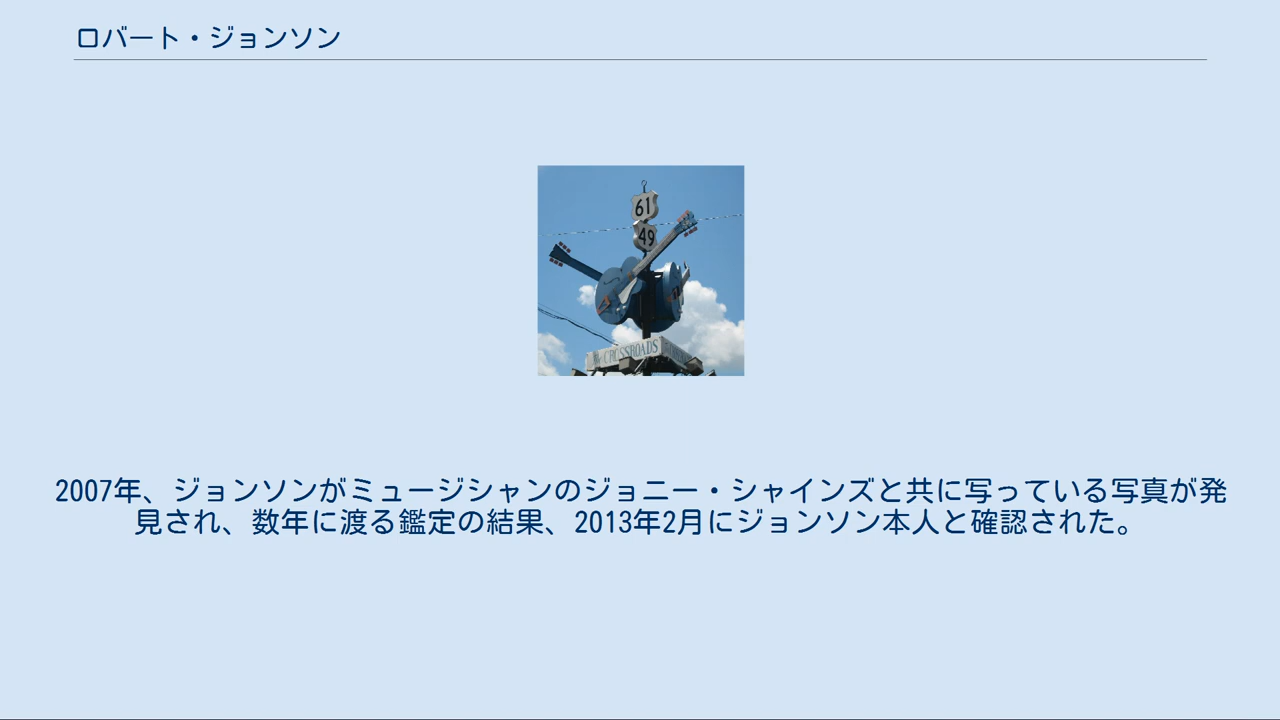 ロバート・ジョンソン
61
49
CROSSROADS
2007年、ジョンソンがミュージシャンのジョニー・シャインズと共に写っている写真が発
見され、数年に渡る鑑定の結果、2013年2月にジョンソン本人と確認された。